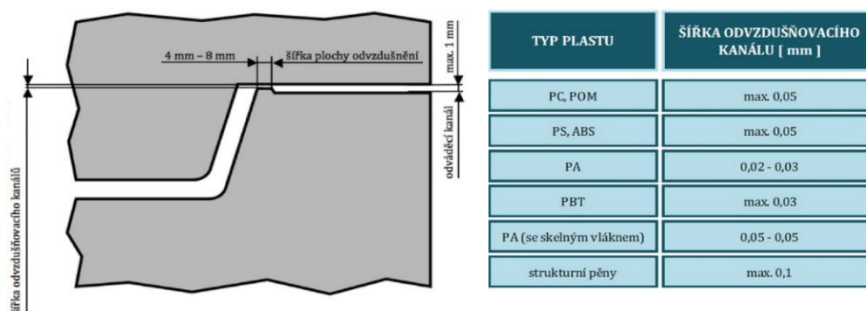 4 mm – 8 mm
šířka plochy odvzdušnění
max. 1 mm
odváděcí kanál
šířka odvzdušňovacího kanálů
TYP PLASTU
ŠÍŘKA ODVZDUŠŇOVACÍHO
KANÁLU [ mm ]
PC, POM
max. 0,05
PS, ABS
max. 0,05
PA
0,02 - 0,03
PBT
max. 0,03
PA (se skelným vláknem)
0,05 - 0,05
strukturní pěny
max. 0,1